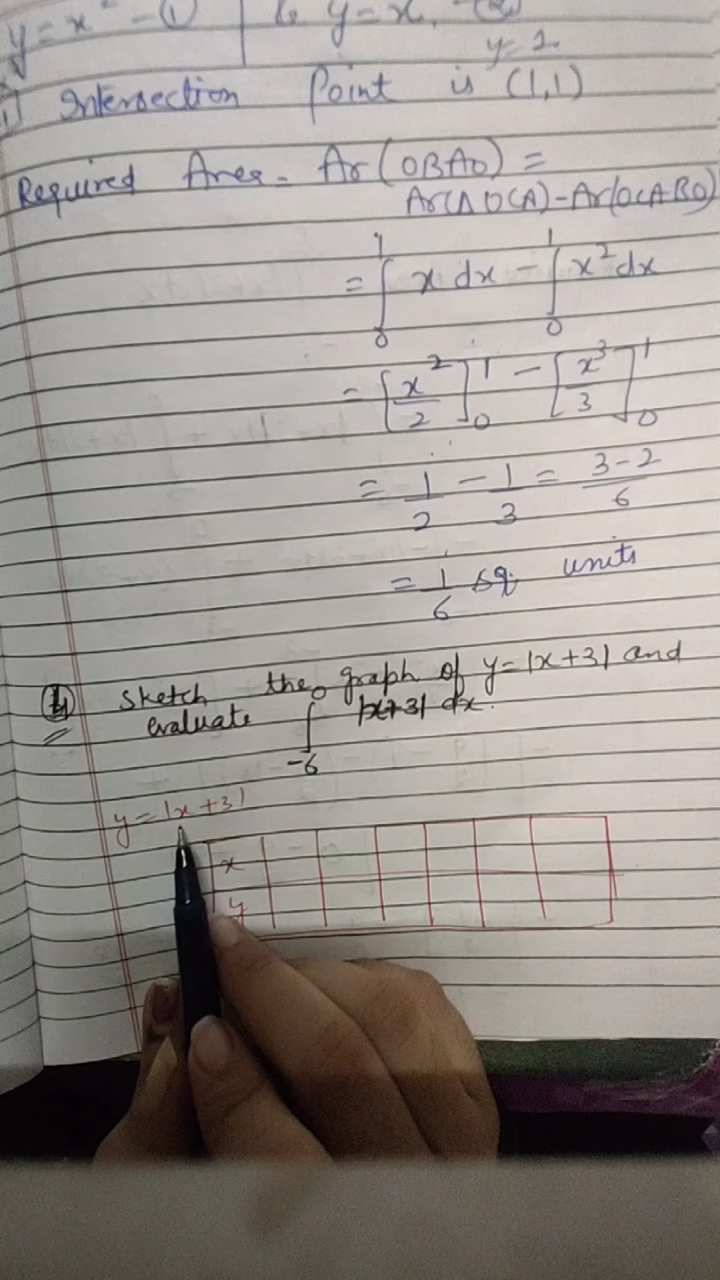 y = x² - ① | & y = x. - ②
y = 1.
1) Intersection Point is (1,1)
Required Area = Ar(OBAO) =
Ar(Δ OCA) - Ar(OCABO)
= ∫₀¹ x dx - ∫₀¹ x² dx
= [x²/2]₀¹ - [x³/3]₀¹
= 1/2 - 1/3 = 3-2/6
= 1/6 sq. units
④ Sketch the graph of y = |x+3| and
evaluate ∫₋₆⁰ |x+3| dx.
y = |x+3|
x
y